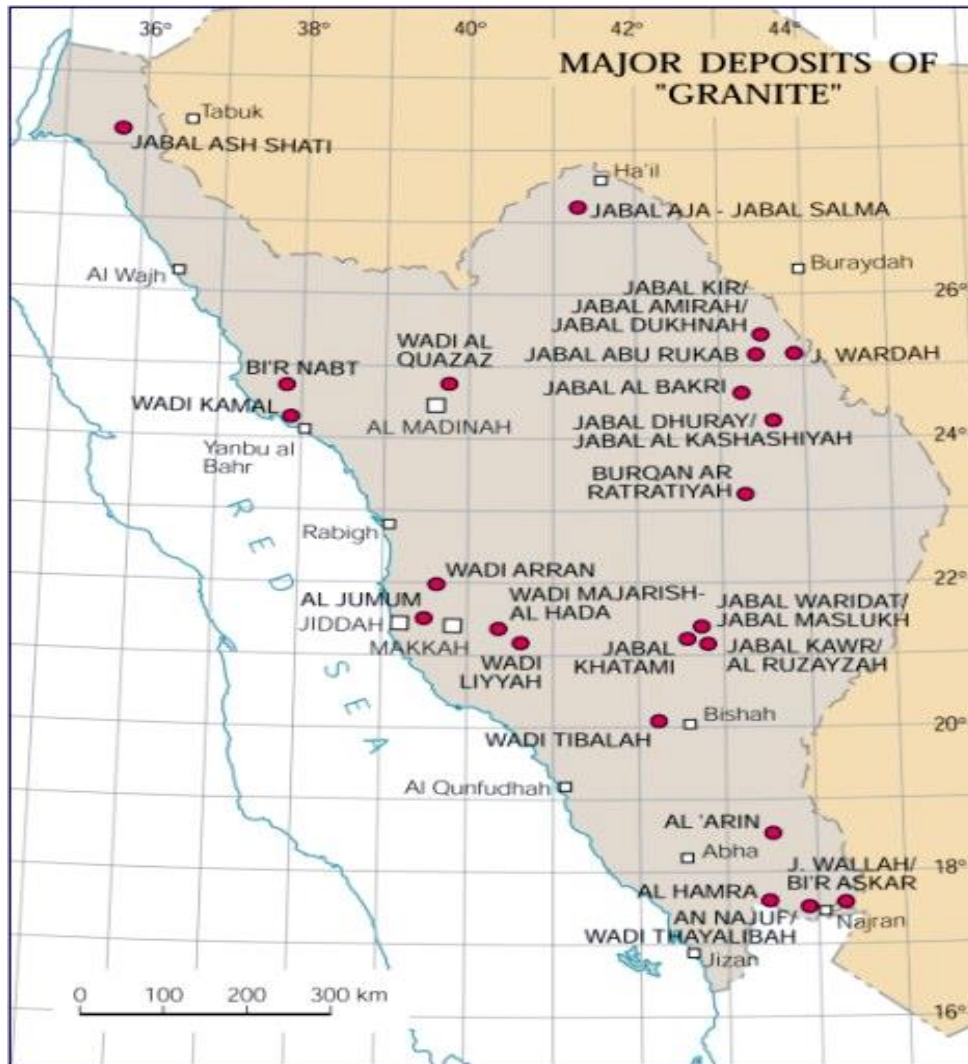 36°
38°
40°
42°
44°
MAJOR DEPOSITS OF
"GRANITE"
Tabuk
JABAL ASH SHATI
Ha'il
JABAL AJA - JABAL SALMA
Al Wajh
Buraydah
26°
JABAL KIR/
JABAL AMIRAH/
JABAL DUKHNAH
JABAL ABU RUKAB
J. WARDAH
WADI AL
QUAZAZ
BI'R NABT
WADI KAMAL
AL MADINAH
JABAL AL BAKRI
JABAL DHURAY/
JABAL AL KASHASHIYAH
24°
Yanbu al
Bahr
BURQAN AR
RATRATIYAH
RED SEA
Rabigh
22°
WADI ARRAN
AL JUMUM
JIDDAH
MAKKAH
WADI MAJARISH-
AL HADA
WADI
LIYYAH
JABAL WARIDAT/
JABAL MASLUKH
JABAL
KHATAMI
JABAL KAWR/
AL RUZAYZAH
Bishah
20°
WADI TIBALAH
Al Qunfudhah
AL 'ARIN
Abha
18°
J. WALLAH/
BI'R ASKAR
AL HAMRA
AN NAJUF/
WADI THAYALIBAH
Najran
Jizan
16°
0 100 200 300 km